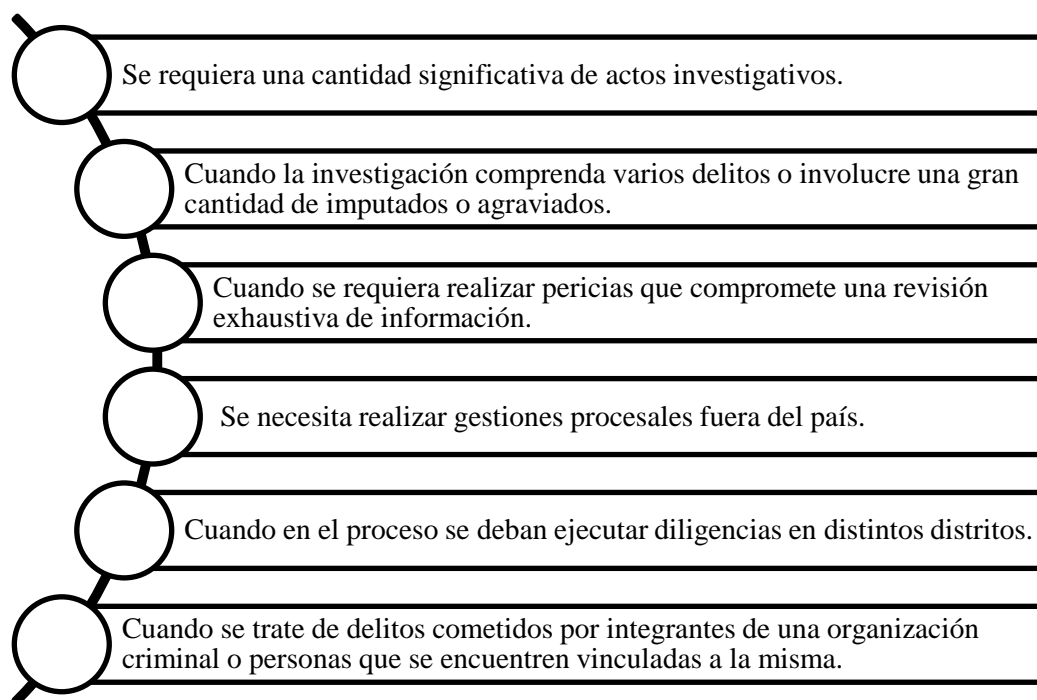 Se requiera una cantidad significativa de actos investigativos.
Cuando la investigación comprenda varios delitos o involucre una gran
cantidad de imputados o agraviados.
Cuando se requiera realizar pericias que compromete una revisión
exhaustiva de información.
Se necesita realizar gestiones procesales fuera del país.
Cuando en el proceso se deban ejecutar diligencias en distintos distritos.
Cuando se trate de delitos cometidos por integrantes de una organización
criminal o personas que se encuentren vinculadas a la misma.